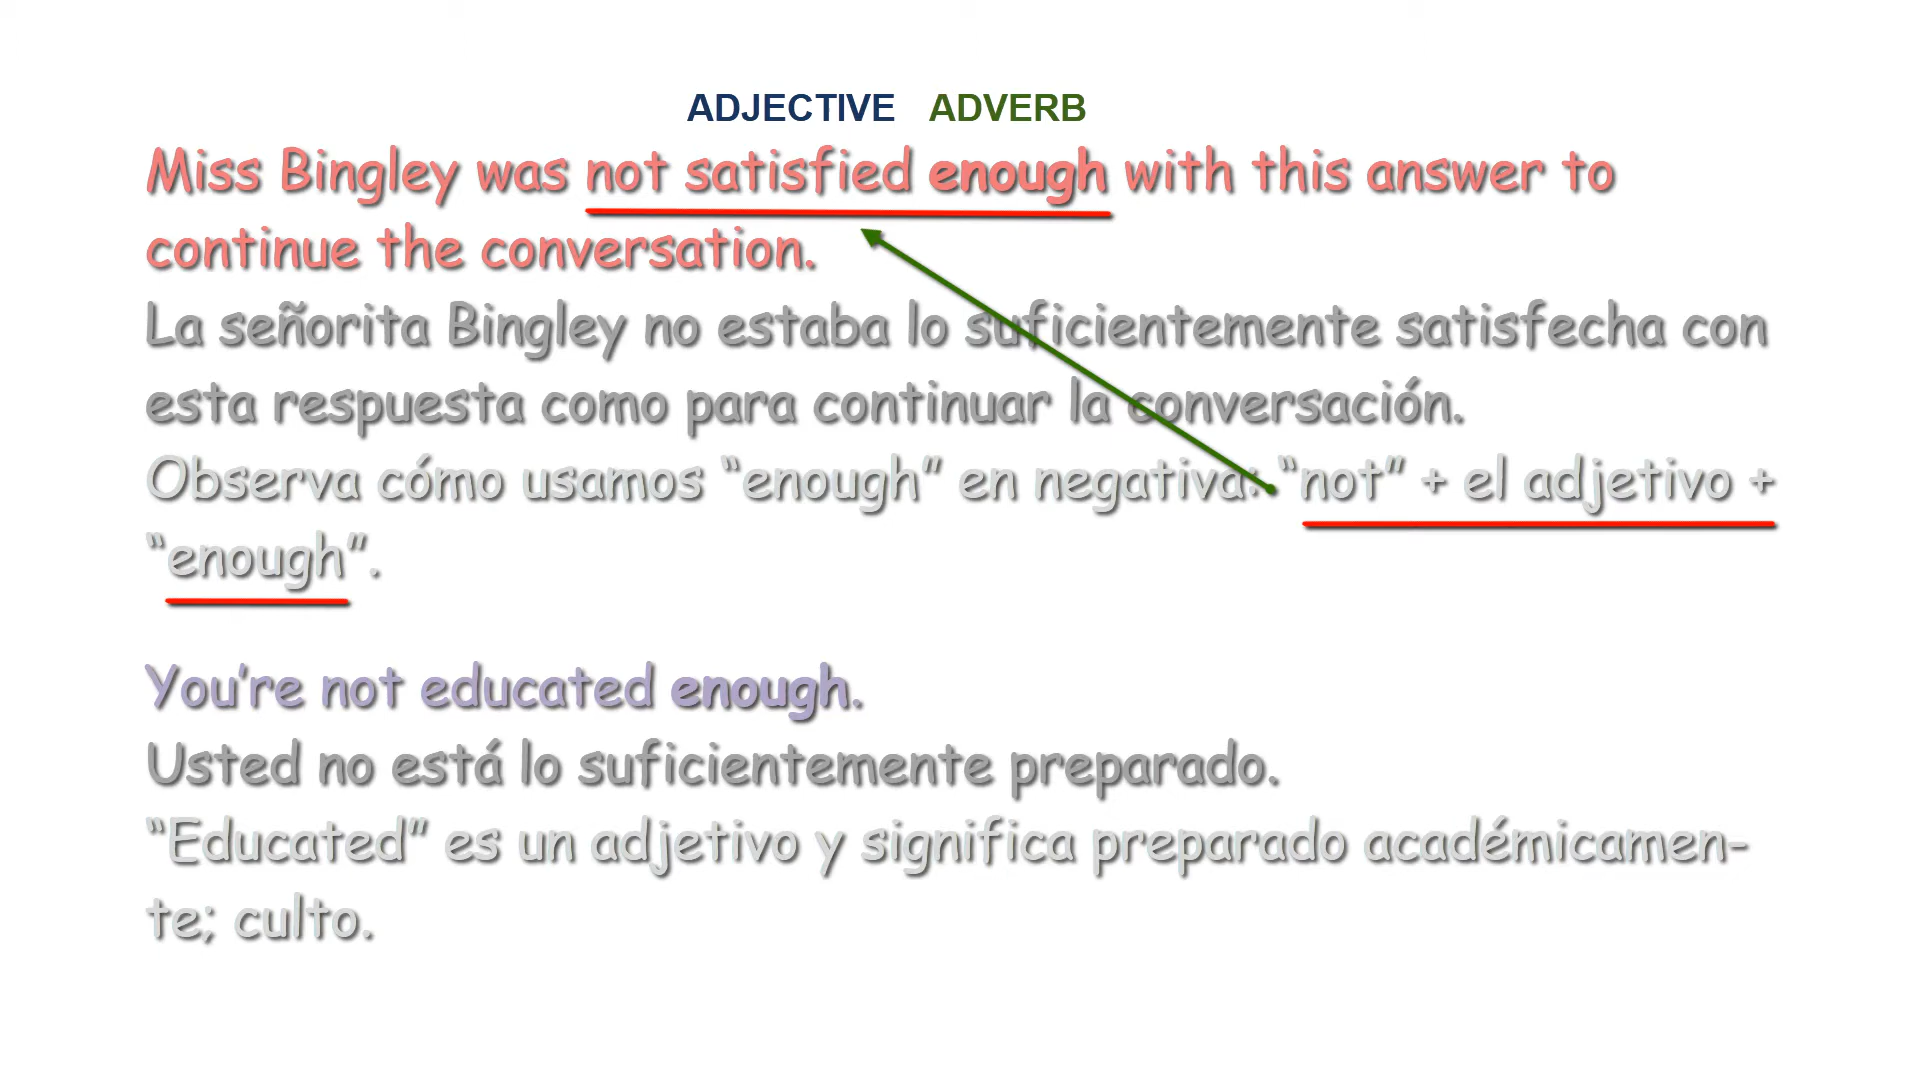 ADJECTIVE ADVERB
Miss Bingley was not satisfied enough with this answer to
continue the conversation.
La señorita Bingley no estaba lo suficientemente satisfecha con
esta respuesta como para continuar la conversación.
Observa cómo usamos “enough” en negativa: “not” + el adjetivo +
“enough”.
You’re not educated enough.
Usted no está lo suficientemente preparado.
“Educated” es un adjetivo y significa preparado académicamen-
te; culto.